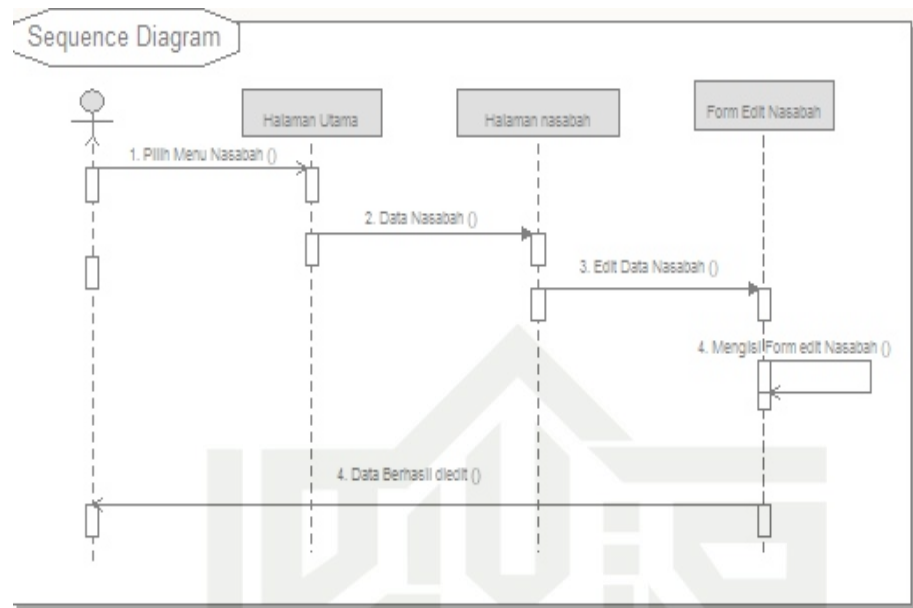 Sequence Diagram
Halaman Utama
Halaman nasabah
Form Edit Nasabah
1. Pilih Menu Nasabah ()
2. Data Nasabah ()
3. Edit Data Nasabah ()
4. Mengisi Form edit Nasabah ()
4. Data Berhasil diedit ()